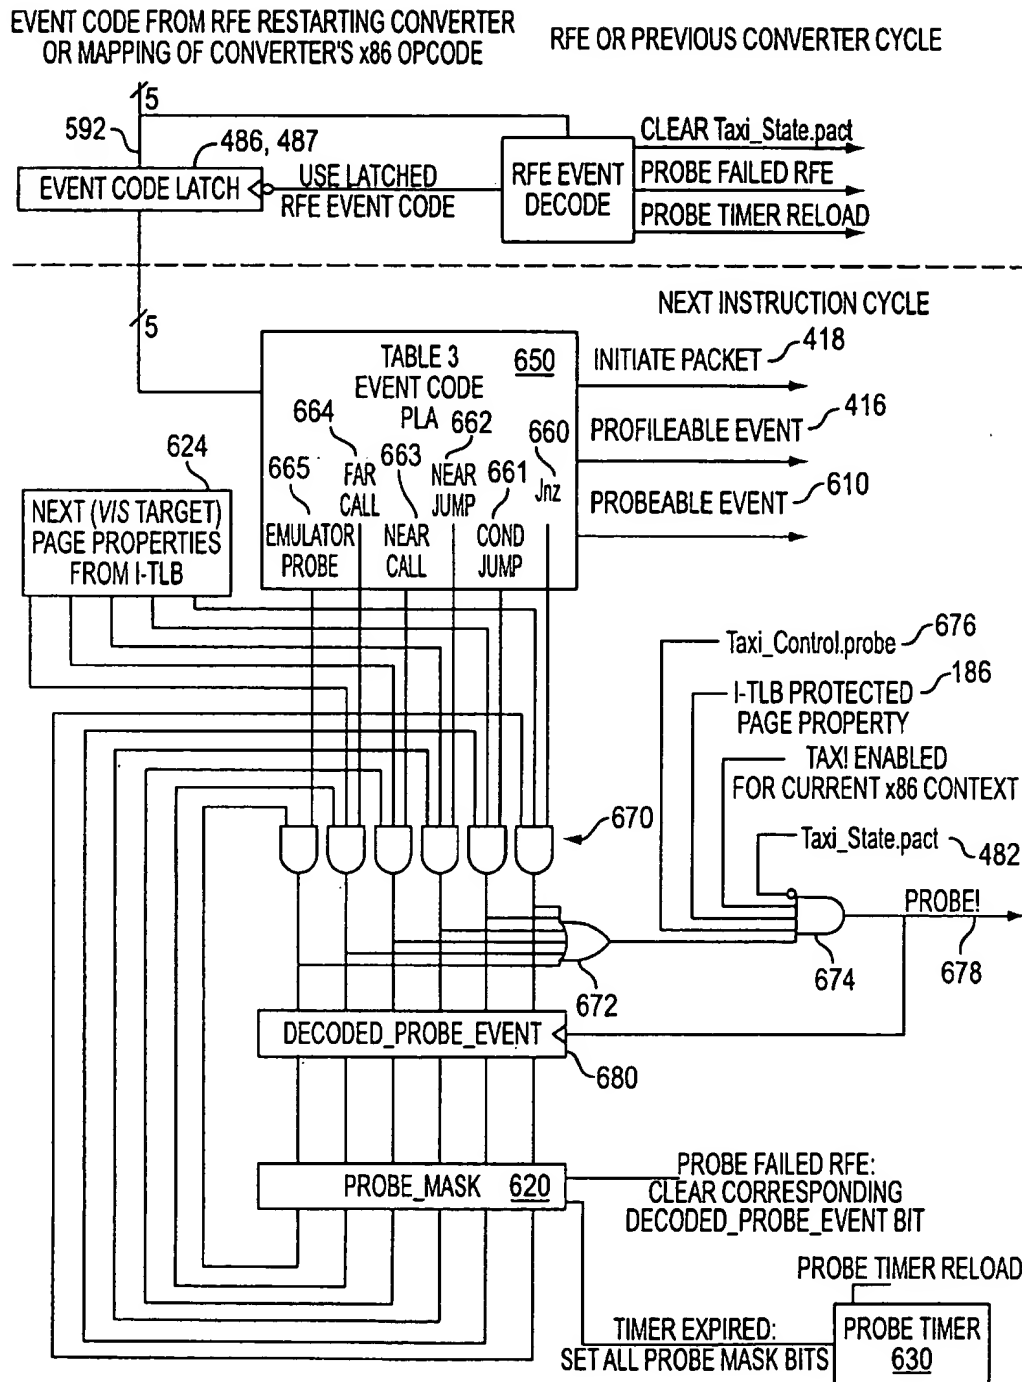 EVENT CODE FROM RFE RESTARTING CONVERTER
OR MAPPING OF CONVERTER'S x86 OPCODE
RFE OR PREVIOUS CONVERTER CYCLE
5
592
486, 487
EVENT CODE LATCH
USE LATCHED
RFE EVENT CODE
RFE EVENT
DECODE
CLEAR Taxi_State.pact
PROBE FAILED RFE
PROBE TIMER RELOAD
NEXT INSTRUCTION CYCLE
5
TABLE 3
EVENT CODE
PLA
650
INITIATE PACKET
418
PROFILEABLE EVENT
416
PROBEABLE EVENT
610
664
662
660
665
663
661
FAR
CALL
NEAR
JUMP
Jnz
EMULATOR
PROBE
NEAR
CALL
COND
JUMP
624
NEXT (VIS TARGET)
PAGE PROPERTIES
FROM I-TLB
Taxi_Control.probe
676
I-TLB PROTECTED
PAGE PROPERTY
186
TAX! ENABLED
FOR CURRENT x86 CONTEXT
Taxi_State.pact
482
670
PROBE!
678
674
672
DECODED_PROBE_EVENT
680
PROBE_MASK 620
PROBE FAILED RFE:
CLEAR CORRESPONDING
DECODED_PROBE_EVENT BIT
PROBE TIMER RELOAD
TIMER EXPIRED:
SET ALL PROBE MASK BITS
PROBE TIMER
630